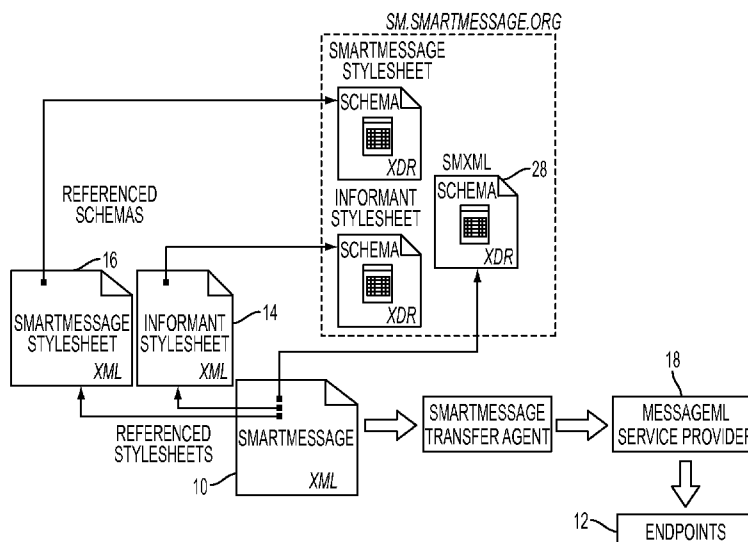 SM.SMARTMESSAGE.ORG
SMARTMESSAGE
STYLESHEET
SCHEMA
XDR
SMXML
28
SCHEMA
XDR
REFERENCED
SCHEMAS
INFORMANT
STYLESHEET
SCHEMA
XDR
16
SMARTMESSAGE
STYLESHEET
XML
14
INFORMANT
STYLESHEET
XML
REFERENCED
STYLESHEETS
10
SMARTMESSAGE
XML
SMARTMESSAGE
TRANSFER AGENT
18
MESSAGEML
SERVICE PROVIDER
12
ENDPOINTS